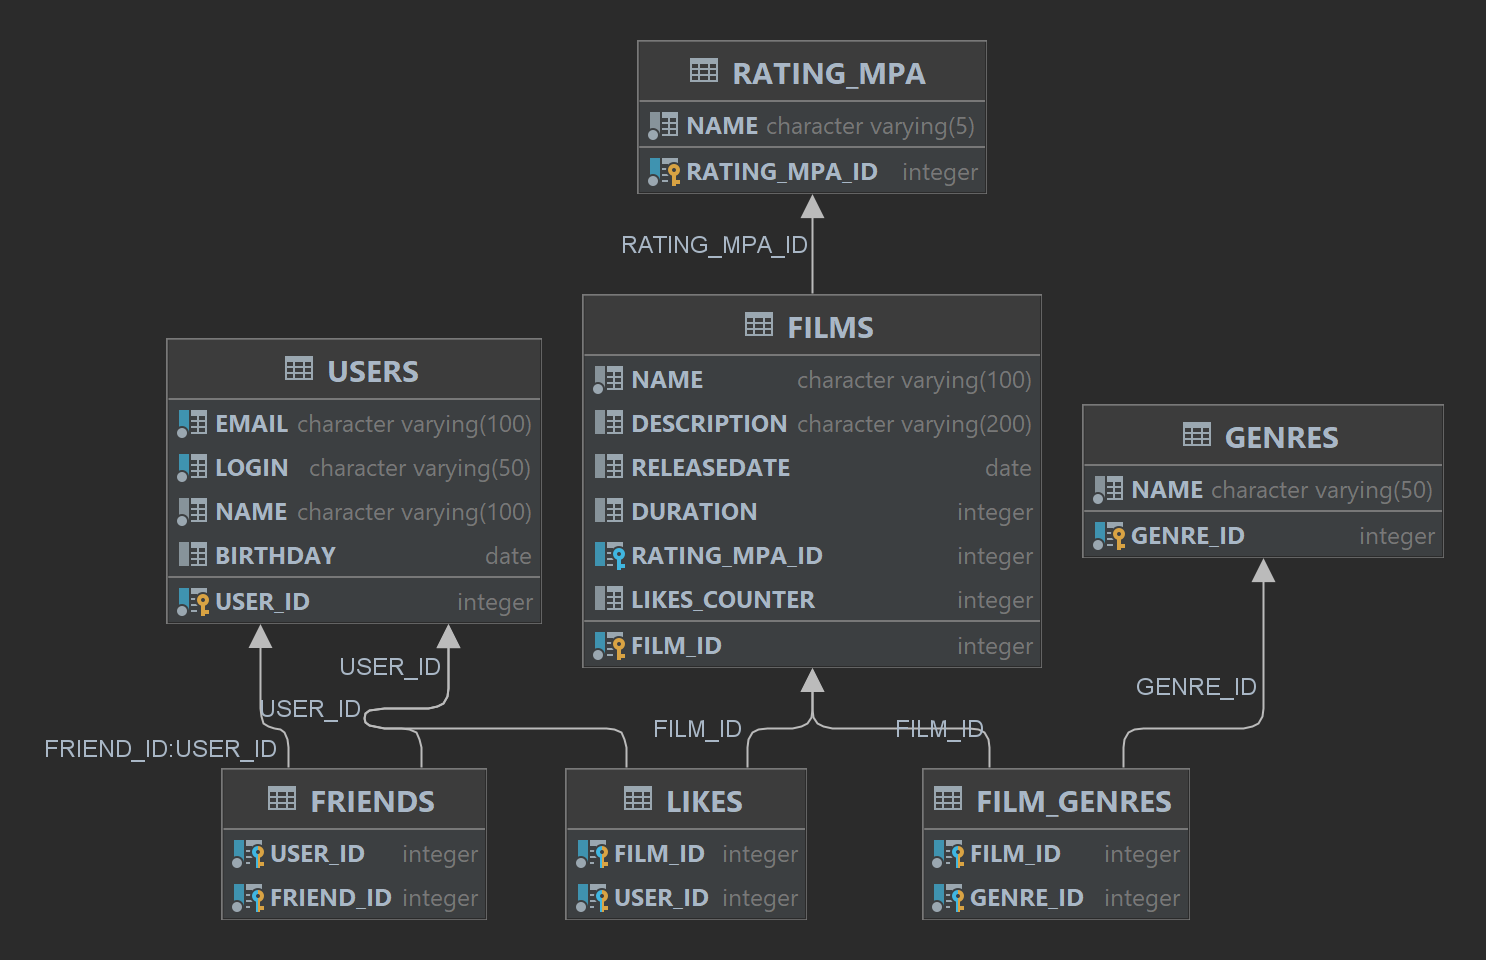 RATING_MPA
NAME character varying(5)
RATING_MPA_ID integer
RATING_MPA_ID
FILMS
NAME character varying(100)
DESCRIPTION character varying(200)
RELEASEDATE date
DURATION integer
RATING_MPA_ID integer
LIKES_COUNTER integer
FILM_ID integer
USERS
EMAIL character varying(100)
LOGIN character varying(50)
NAME character varying(100)
BIRTHDAY date
USER_ID integer
GENRES
NAME character varying(50)
GENRE_ID integer
USER_ID
USER_ID
FRIEND_ID:USER_ID
FILM_ID
FILM_ID
GENRE_ID
FRIENDS
USER_ID integer
FRIEND_ID integer
LIKES
FILM_ID integer
USER_ID integer
FILM_GENRES
FILM_ID integer
GENRE_ID integer